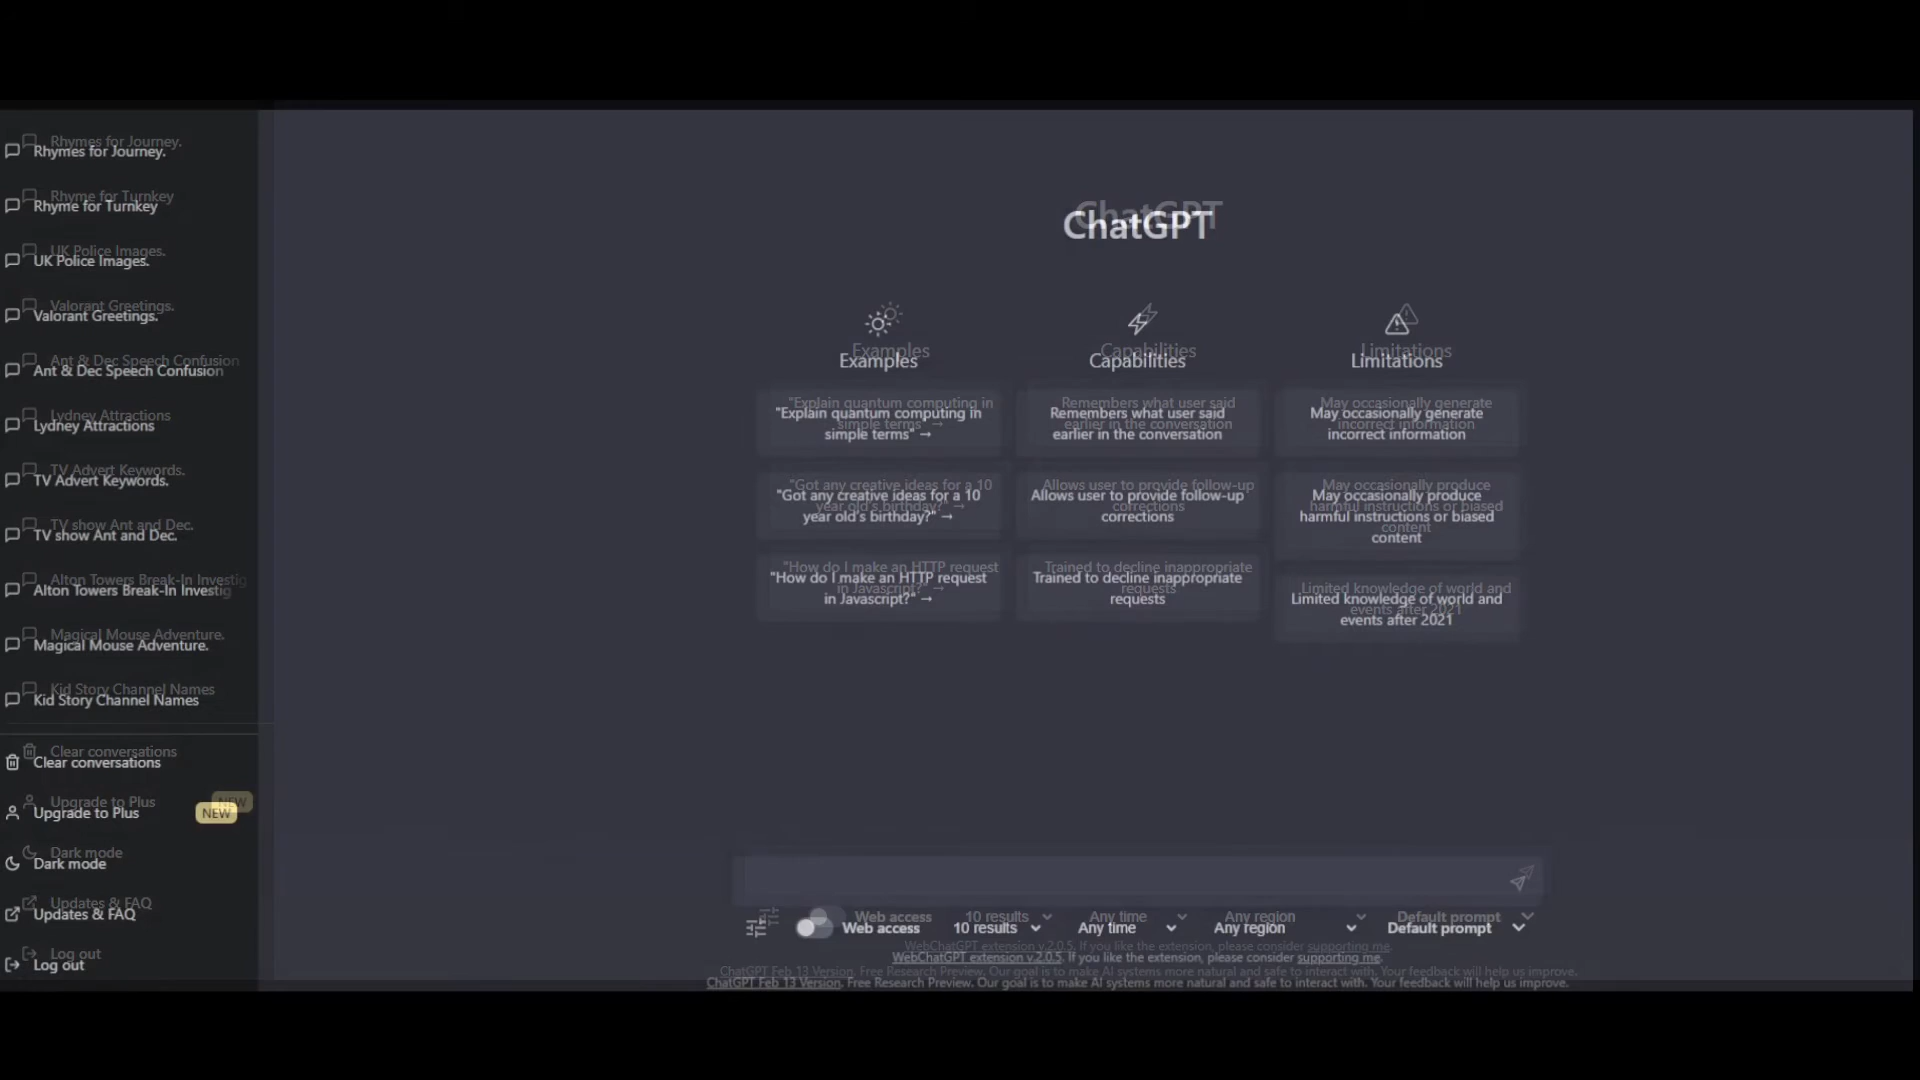 Rhymes for Journey.
Rhyme for Turnkey
UK Police Images.
Valorant Greetings.
Ant & Dec Speech Confusion
Lydney Attractions
TV Advert Keywords.
TV show Ant and Dec.
Alton Towers Break-In Investig
Magical Mouse Adventure.
Kid Story Channel Names
Clear conversations
Upgrade to Plus NEW
Dark mode
Updates & FAQ
Log out
ChatGPT
Examples
"Explain quantum computing in
simple terms" →
"Got any creative ideas for a 10
year old's birthday?" →
"How do I make an HTTP request
in Javascript?" →
Capabilities
Remembers what user said
earlier in the conversation
Allows user to provide follow-up
corrections
Trained to decline inappropriate
requests
Limitations
May occasionally generate
incorrect information
May occasionally produce
harmful instructions or biased
content
Limited knowledge of world and
events after 2021
Web access 10 results Any time Any region Default prompt
WebChatGPT extension v.2.0.5. If you like the extension, please consider supporting me.
ChatGPT Feb 13 Version. Free Research Preview. Our goal is to make AI systems more natural and safe to interact with. Your feedback will help us improve.